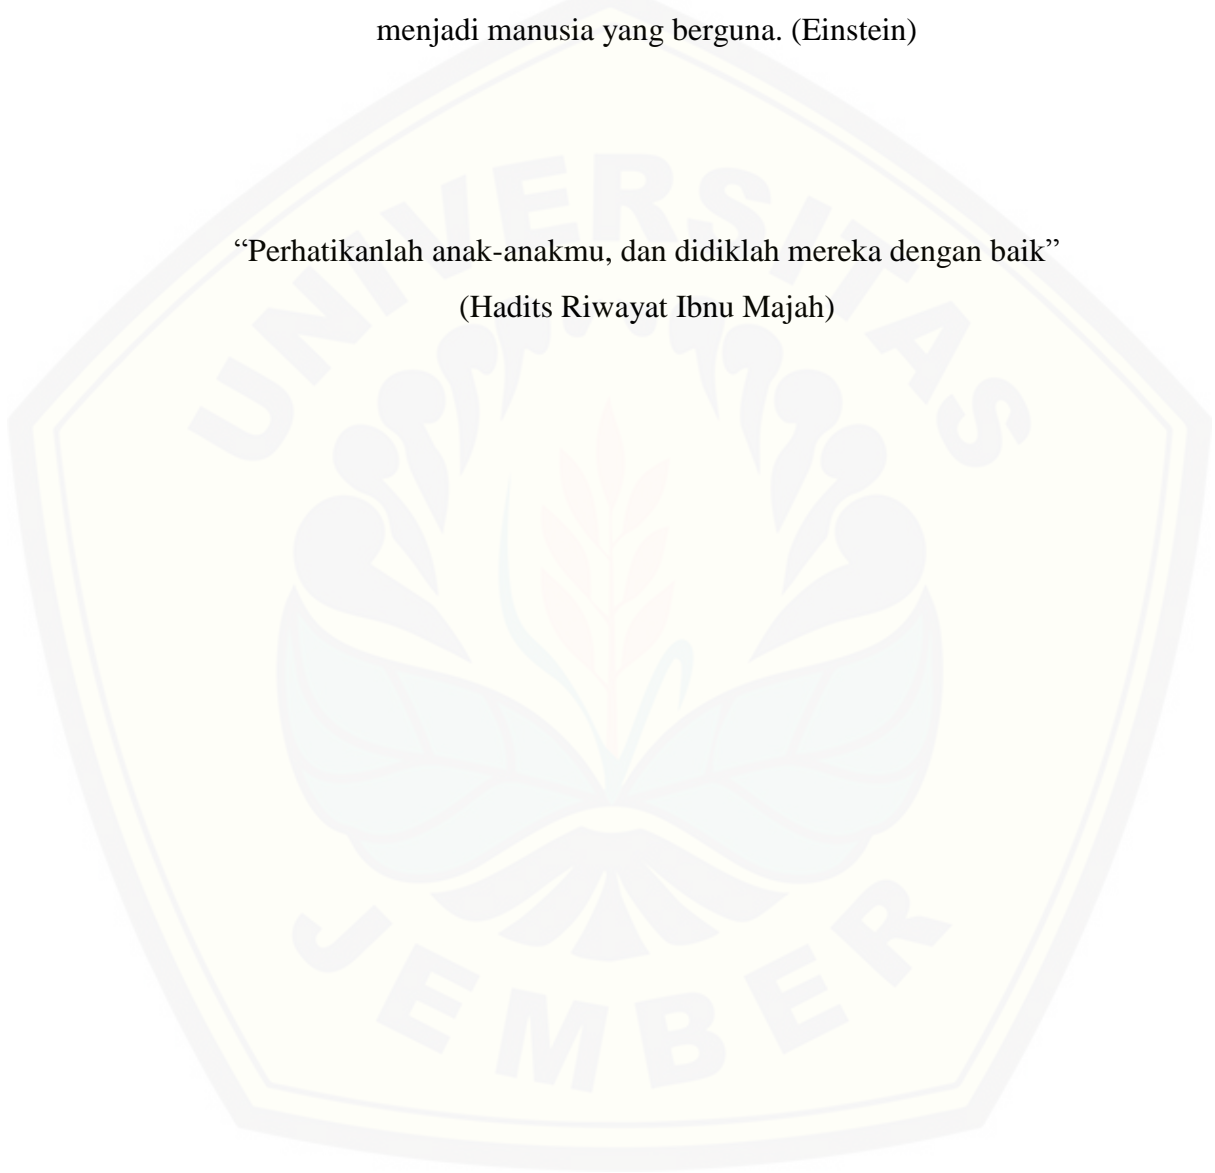 menjadi manusia yang berguna. (Einstein)
“Perhatikanlah anak-anakmu, dan didiklah mereka dengan baik”
(Hadits Riwayat Ibnu Majah)
UNIVERSITAS
JEMBER